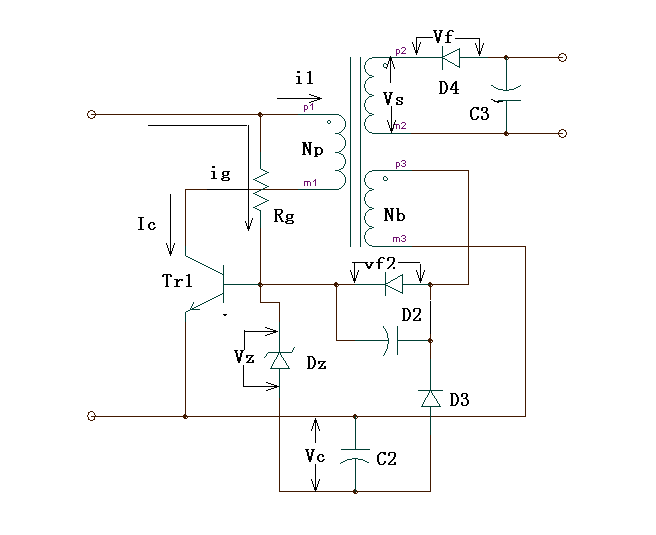 p2
Vf
i1
D4
Vs
C3
p1
m2
Np
p3
ig
m1
Rg
Nb
Ic
m3
vf2
Tr1
D2
Vz
Dz
D3
Vc
C2